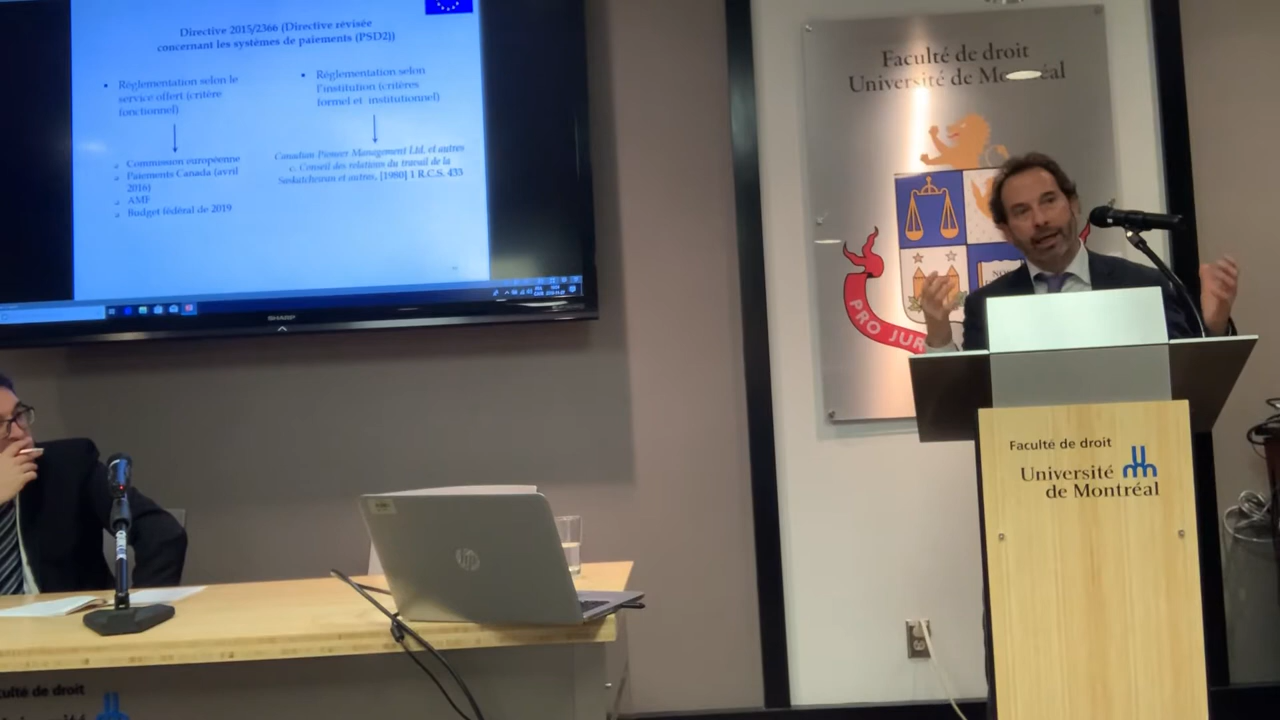 Directive 2015/2366 (Directive révisée
concernant les systèmes de paiements (PSD2))
• Réglementation selon le
service offert (critère
fonctionnel)
Commission européenne
Paiements Canada (avril
2016)
AMF
Budget fédéral de 2019
• Réglementation selon
l'institution (critères
formel et institutionnel)
Canadian Pioneer Management Ltd. et autres
c. Conseil des relations du travail de la
Saskatchewan et autres, [1980] 1 R.C.S. 433
SHARP
Faculté de droit
Université de Montréal
PRO JUR
Faculté de droit
Université
de Montréal
hp
culté de droit